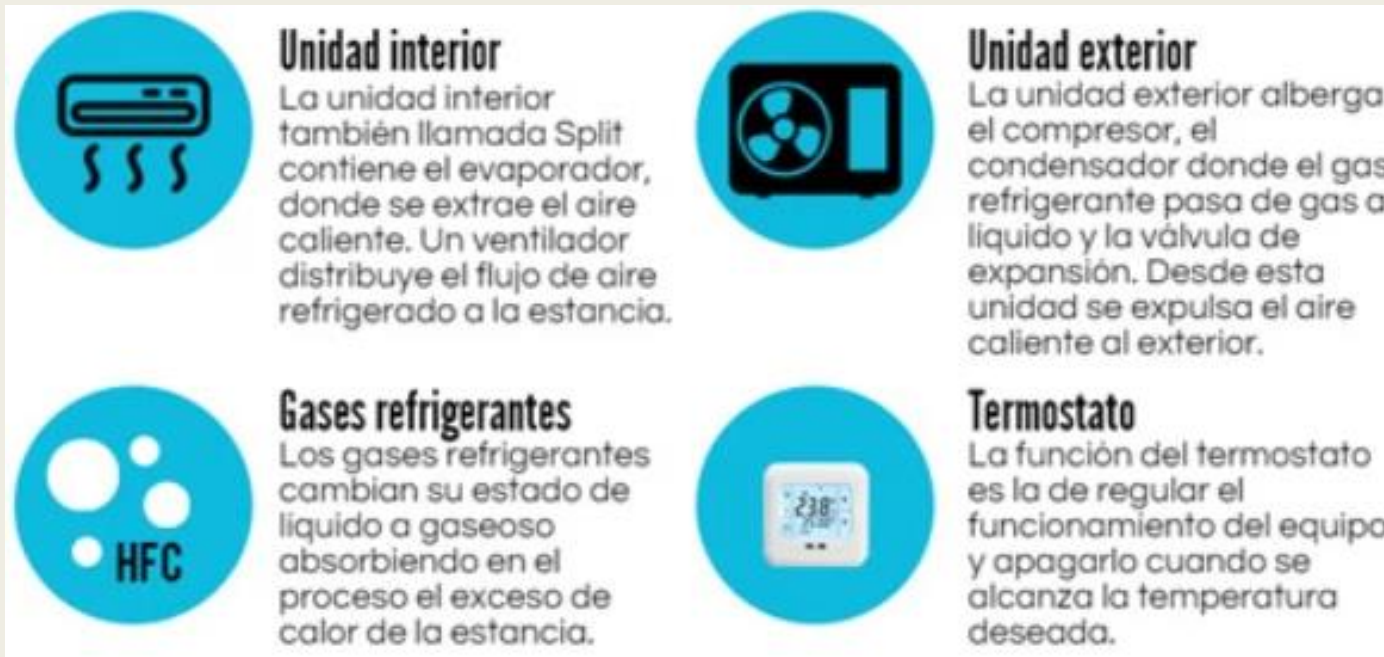 Unidad interior
La unidad interior
también llamada Split
contiene el evaporador,
donde se extrae el aire
caliente. Un ventilador
distribuye el flujo de aire
refrigerado a la estancia.
Unidad exterior
La unidad exterior alberga
el compresor, el
condensador donde el gas
refrigerante pasa de gas a
líquido y la válvula de
expansión. Desde esta
unidad se expulsa el aire
caliente al exterior.
HFC
Gases refrigerantes
Los gases refrigerantes
cambian su estado de
liquido a gaseoso
absorbiendo en el
proceso el exceso de
calor de la estancia.
Termostato
La función del termostato
es la de regular el
funcionamiento del equipo
y apagarlo cuando se
alcanza la temperatura
deseada.